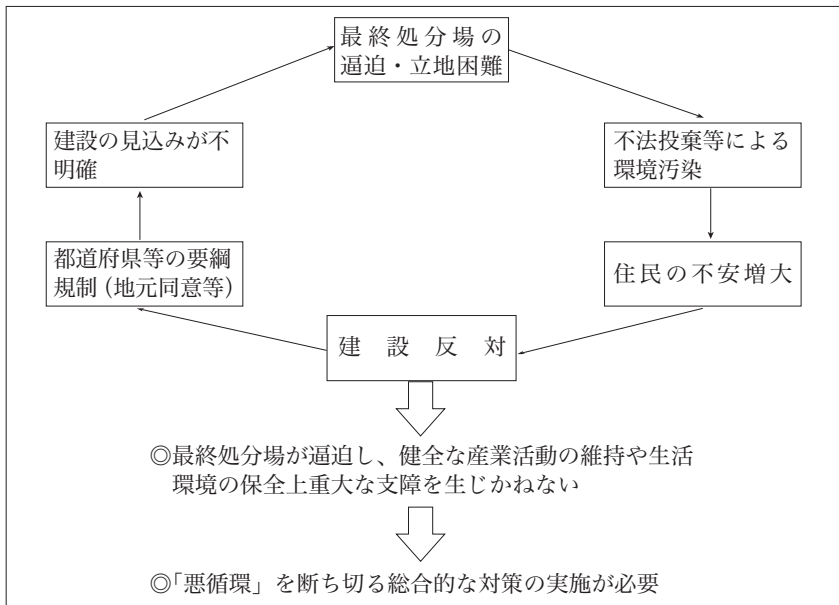 最終処分場の
逼迫・立地困難
建設の見込みが不
明確
不法投棄等による
環境汚染
都道府県等の要綱
規制（地元同意等）
住民の不安増大
建設反対
◎最終処分場が逼迫し、健全な産業活動の維持や生活
環境の保全上重大な支障を生じかねない
◎「悪循環」を断ち切る総合的な対策の実施が必要